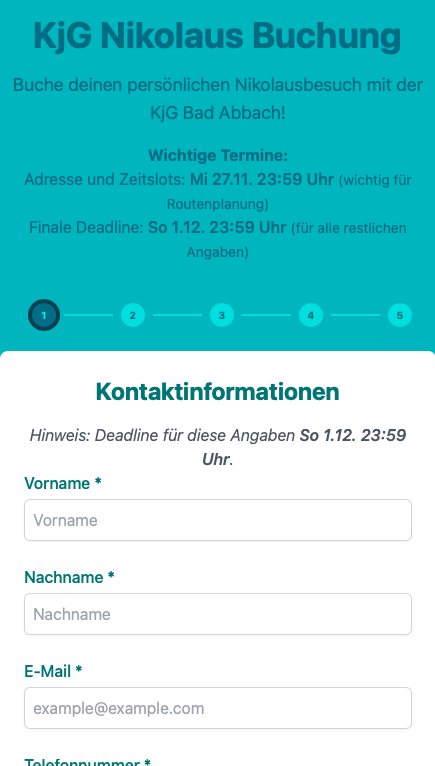 KjG Nikolaus Buchung
Buche deinen persönlichen Nikolausbesuch mit der
KjG Bad Abbach!
Wichtige Termine:
Adresse und Zeitslots: Mi 27.11. 23:59 Uhr (wichtig für
Routenplanung)
Finale Deadline: So 1.12. 23:59 Uhr (für alle restlichen
Angaben)
1 2 3 4 5
Kontaktinformationen
Hinweis: Deadline für diese Angaben So 1.12. 23:59
Uhr.
Vorname *
Vorname
Nachname *
Nachname
E-Mail *
example@example.com
Telefonnummer *